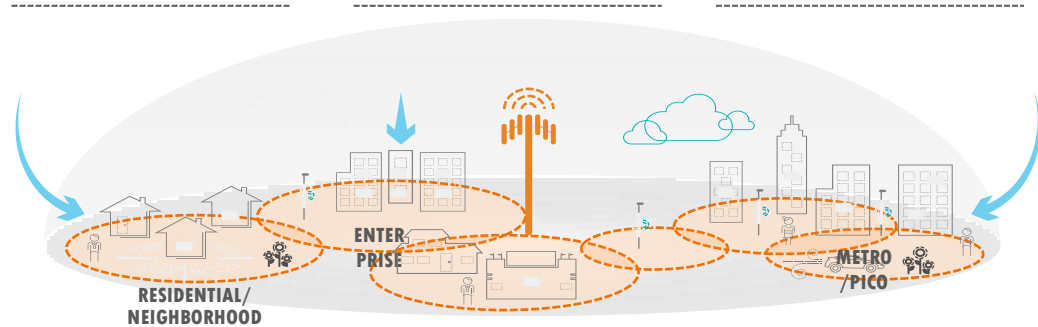 ENTER
PRISE
METRO
/PICO
RESIDENTIAL/
NEIGHBORHOOD